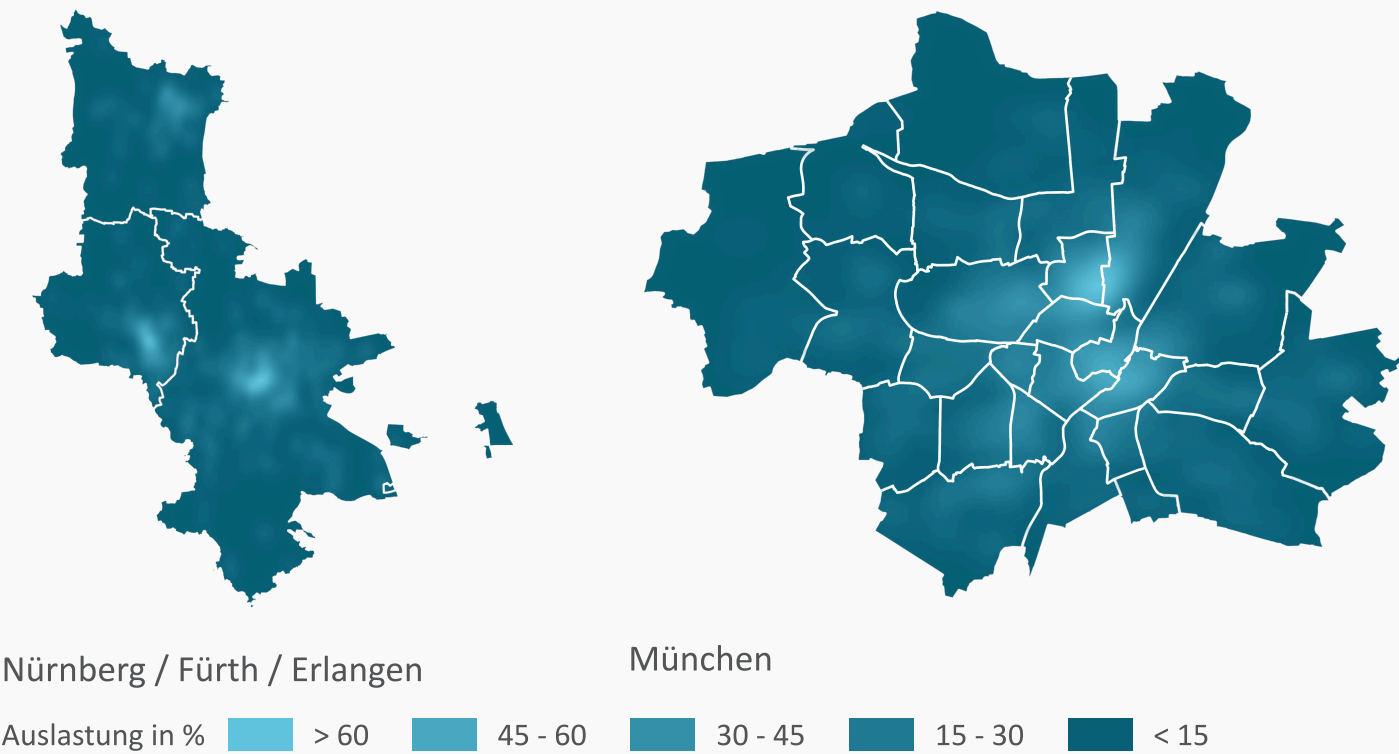 Nürnberg / Fürth / Erlangen
München
Auslastung in % > 60 45 - 60 30 - 45 15 - 30 < 15